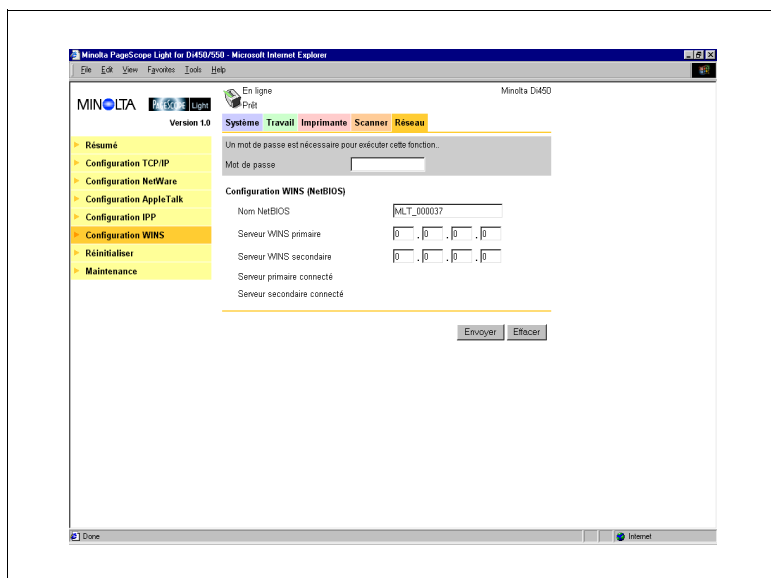 Minolta PageScope Light for Di450/550 - Microsoft Internet Explorer
File Edit View Favorites Tools Help
MINOLTA PAGESCOPE Light
Version 1.0
En ligne
Prêt
Minolta Di450
Système Travail Imprimante Scanner Réseau
Résumé
Configuration TCP/IP
Configuration NetWare
Configuration AppleTalk
Configuration IPP
Configuration WINS
Réinitialiser
Maintenance
Un mot de passe est nécessaire pour exécuter cette fonction..
Mot de passe
Configuration WINS (NetBIOS)
Nom NetBIOS MLT_000037
Serveur WINS primaire 0 . 0 . 0 . 0
Serveur WINS secondaire 0 . 0 . 0 . 0
Serveur primaire connecté
Serveur secondaire connecté
Envoyer Effacer
Done Internet